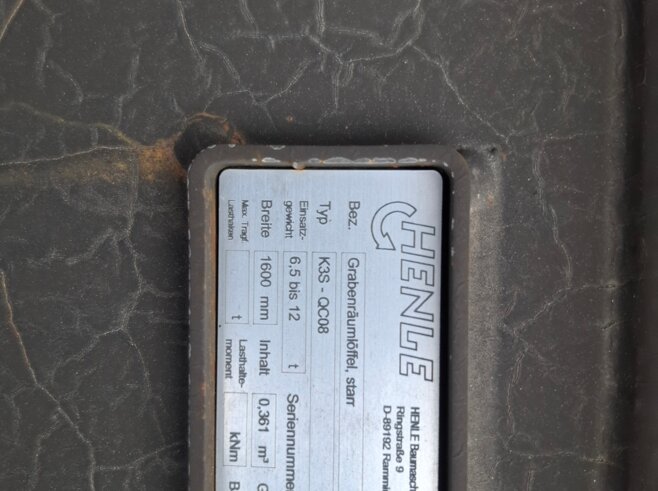 HENLE
HENLE Baumasch
Ringstraße 9
D-89192 Rammi
Bez. Grabenräumlöffel, starr
Typ K3S - QC08
Einsatz-
gewicht 6,5 bis 12 t Seriennumme
Breite 1600 mm Inhalt 0,361 m³ G
Max. Tragf.
Lasthaken t Lasthalte-
moment kNm B